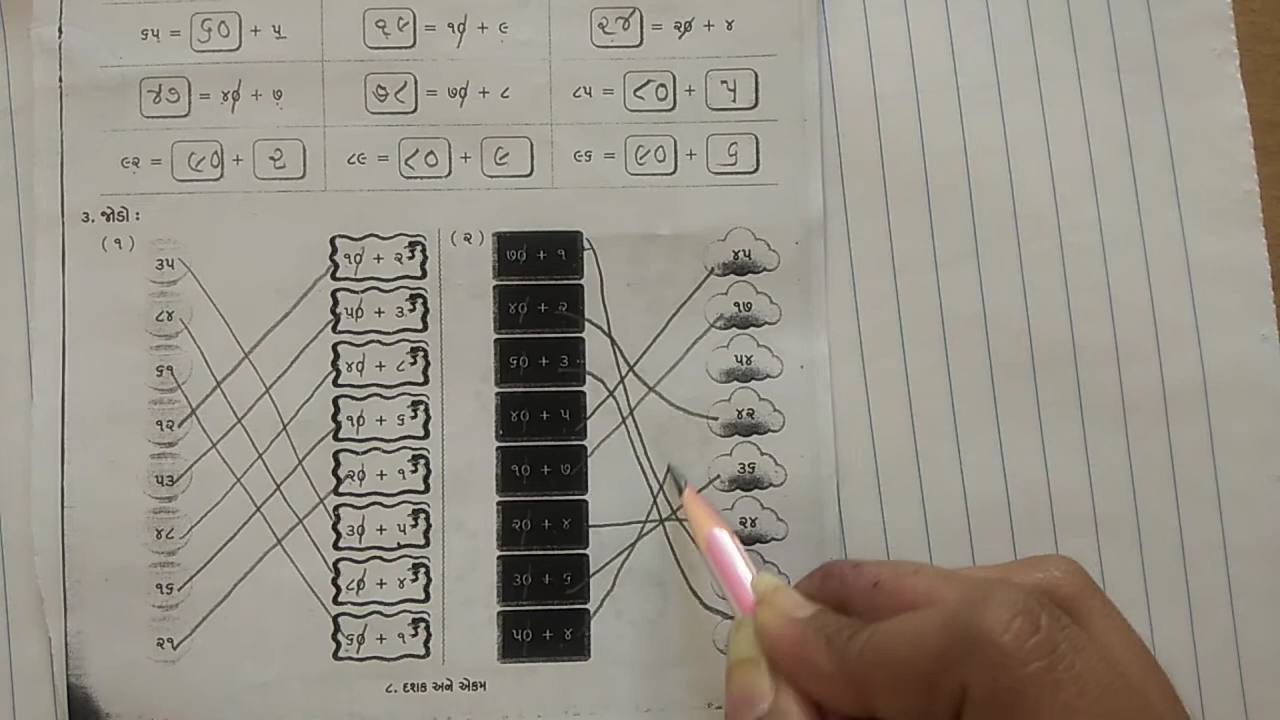 ૬૫ = ૬૦ + ૫ ૧૯ = ૧૦ + ૯ ૨૪ = ૨૦ + ૪
૪૭ = ૪૦ + ૭ ૭૮ = ૭૦ + ૮ ૮૫ = ૮૦ + ૫
૯૨ = ૯૦ + ૨ ૮૯ = ૮૦ + ૯ ૯૬ = ૯૦ + ૬
૩. જોડો :
(૧) (૨)
૩૫ ૧૦ + ૨ ૭૦ + ૧ ૪૫
૮૪ ૫૦ + ૩ ૪૦ + ૨ ૧૭
૬૧ ૪૦ + ૮ ૬૦ + ૩ ૫૪
૧૨ ૧૦ + ૬ ૪૦ + ૫ ૪૨
૫૩ ૨૦ + ૧ ૧૦ + ૭ ૩૬
૪૮ ૩૦ + ૫ ૨૦ + ૪ ૨૪
૧૬ ૮૦ + ૪ ૩૦ + ૬
૨૧ ૬૦ + ૧ ૫૦ + ૪
૮. દશક અને એકમ